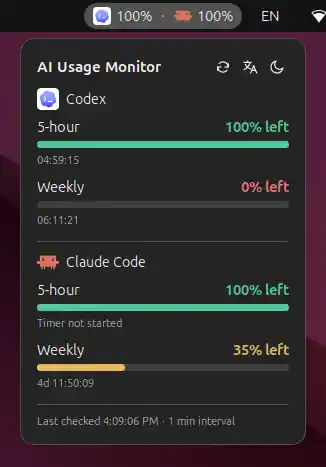 100% · 100% EN
AI Usage Monitor
Codex
5-hour 100% left
04:59:15
Weekly 0% left
06:11:21
Claude Code
5-hour 100% left
Timer not started
Weekly 35% left
4d 11:50:09
Last checked 4:09:06 PM · 1 min interval